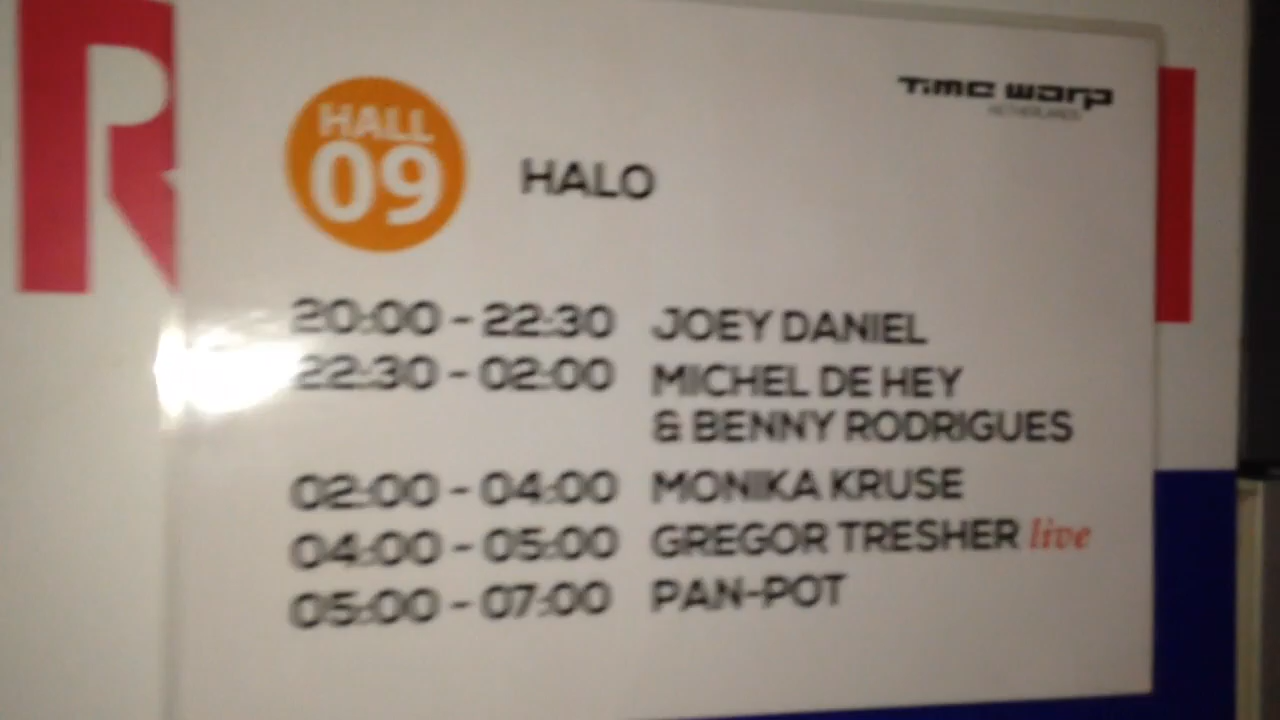 R
TIME WARP
NETHERLANDS
HALL
09
HALO
20:00 - 22:30 JOEY DANIEL
22:30 - 02:00 MICHEL DE HEY
& BENNY RODRIGUES
02:00 - 04:00 MONIKA KRUSE
04:00 - 05:00 GREGOR TRESHER live
05:00 - 07:00 PAN-POT